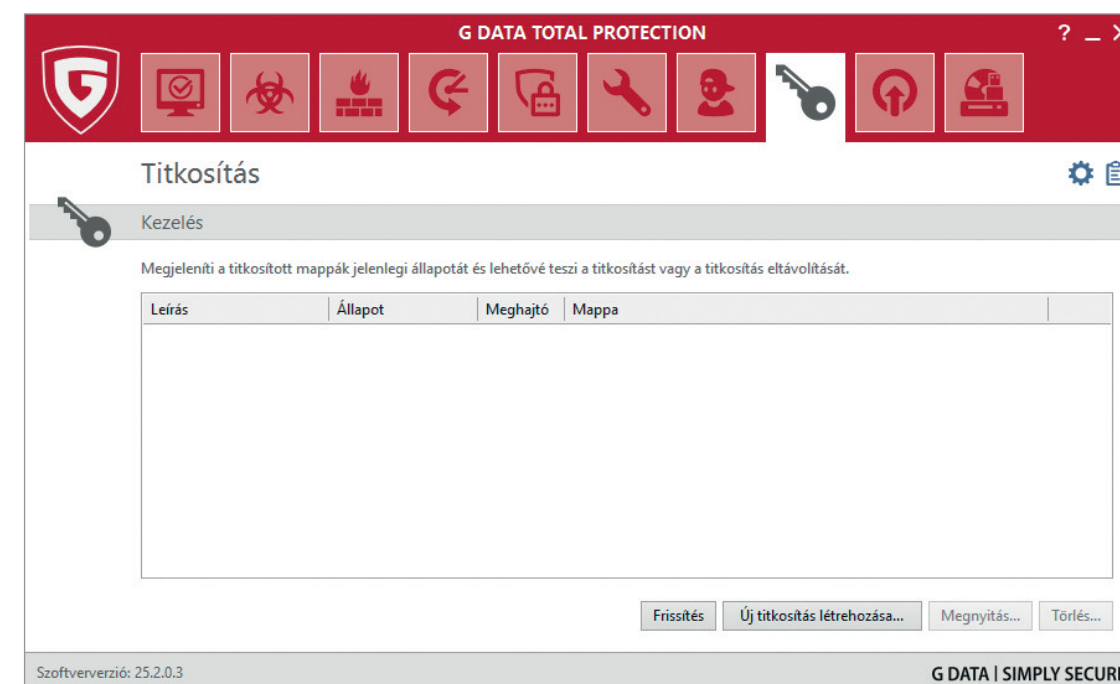 G DATA TOTAL PROTECTION
Titkosítás
Kezelés
Megjeleníti a titkosított mappák jelenlegi állapotát és lehetővé teszi a titkosítást vagy a titkosítás eltávolítását.
Leírás Állapot Meghajtó Mappa
Frissítés Új titkosítás létrehozása... Megnyitás... Törlés...
Szoftververzió: 25.2.0.3 G DATA | SIMPLY